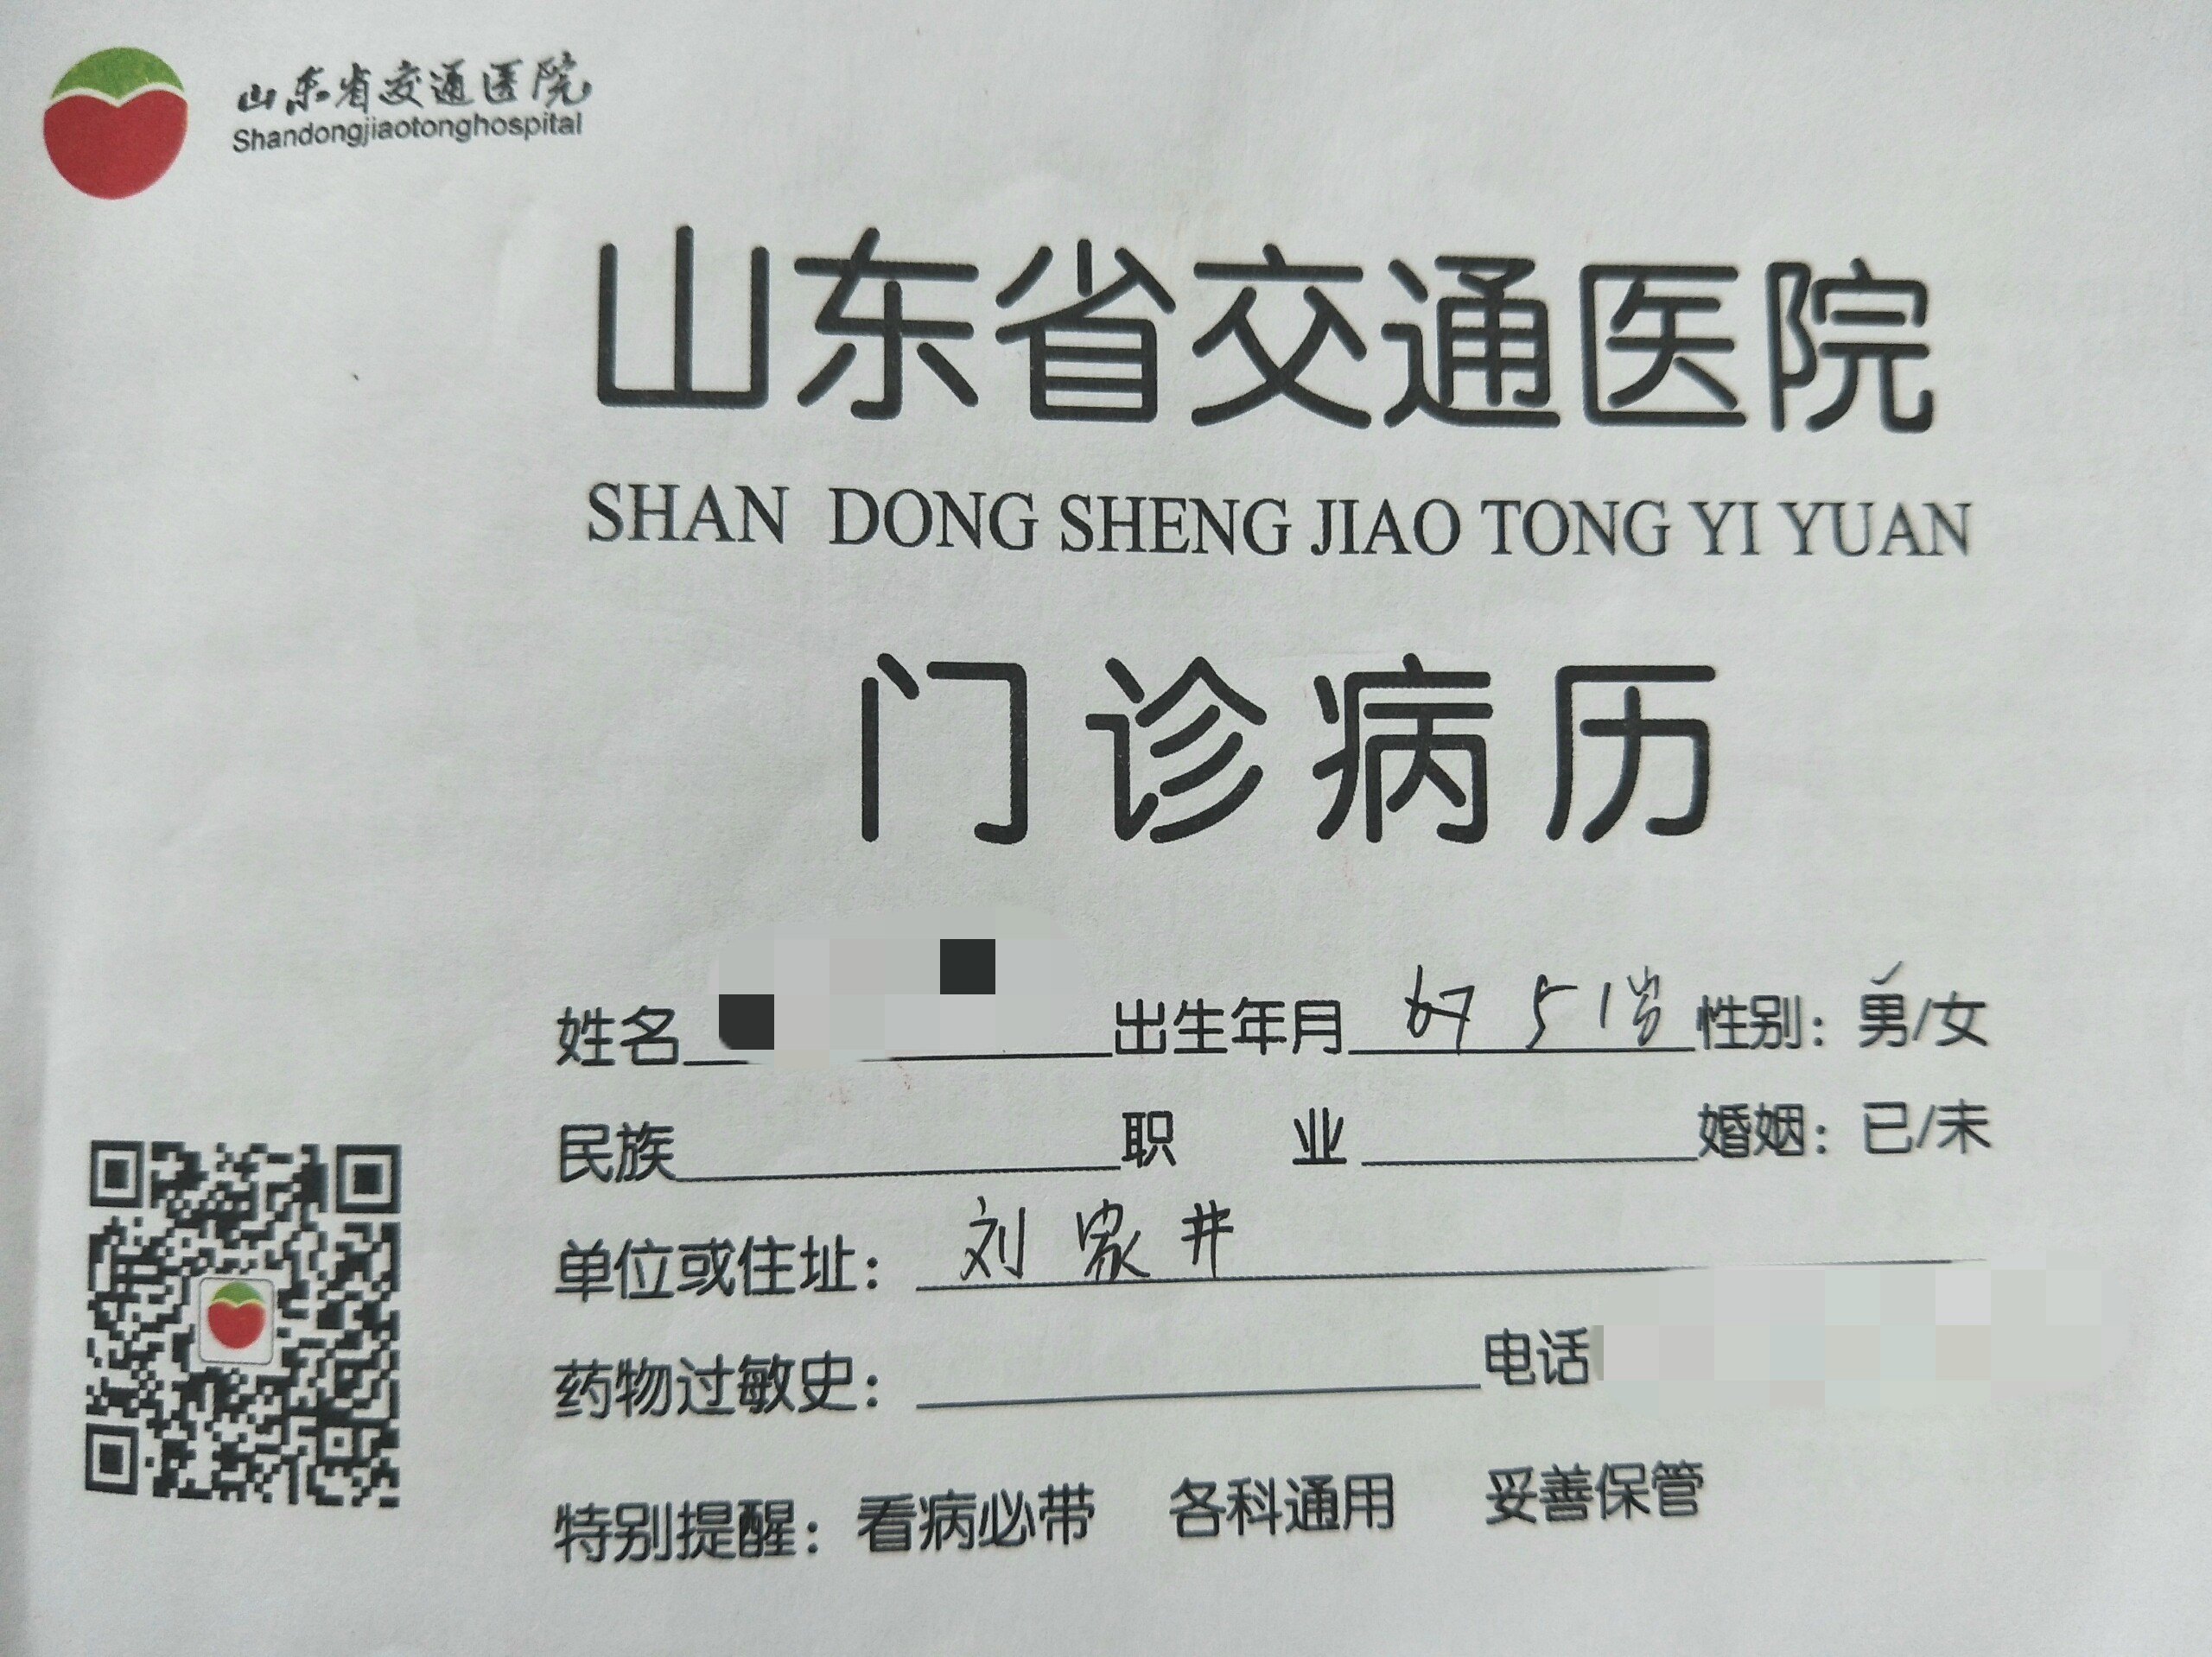 山东省交通医院
Shandongjiaotonghospital
山东省交通医院
SHAN DONG SHENG JIAO TONG YI YUAN
门诊病历
姓名 出生年月 67 51岁 性别：男/女
民族 职 业 婚姻：已/未
单位或住址：刘家井
药物过敏史： 电话
特别提醒：看病必带 各科通用 妥善保管